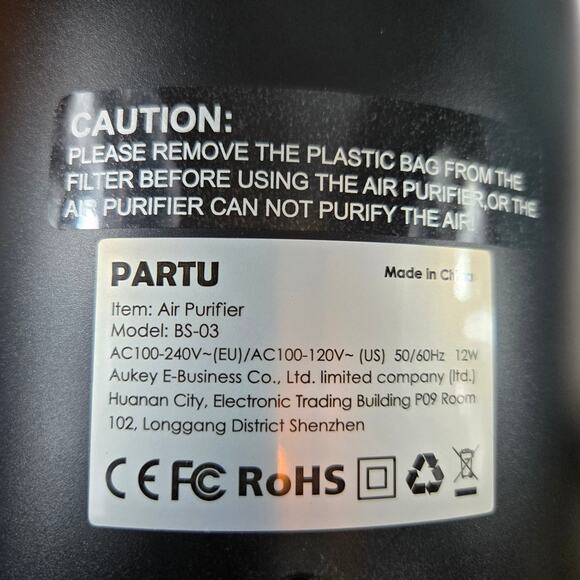 CAUTION:
PLEASE REMOVE THE PLASTIC BAG FROM THE
FILTER BEFORE USING THE AIR PURIFIER,OR THE
AIR PURIFIER CAN NOT PURIFY THE AIR!
PARTU Made in China
Item: Air Purifier
Model: BS-03
AC100-240V~(EU)/AC100-120V~ (US) 50/60Hz 12W
Aukey E-Business Co., Ltd. limited company (ltd.)
Huanan City, Electronic Trading Building P09 Room
102, Longgang District Shenzhen
CE FC RoHS